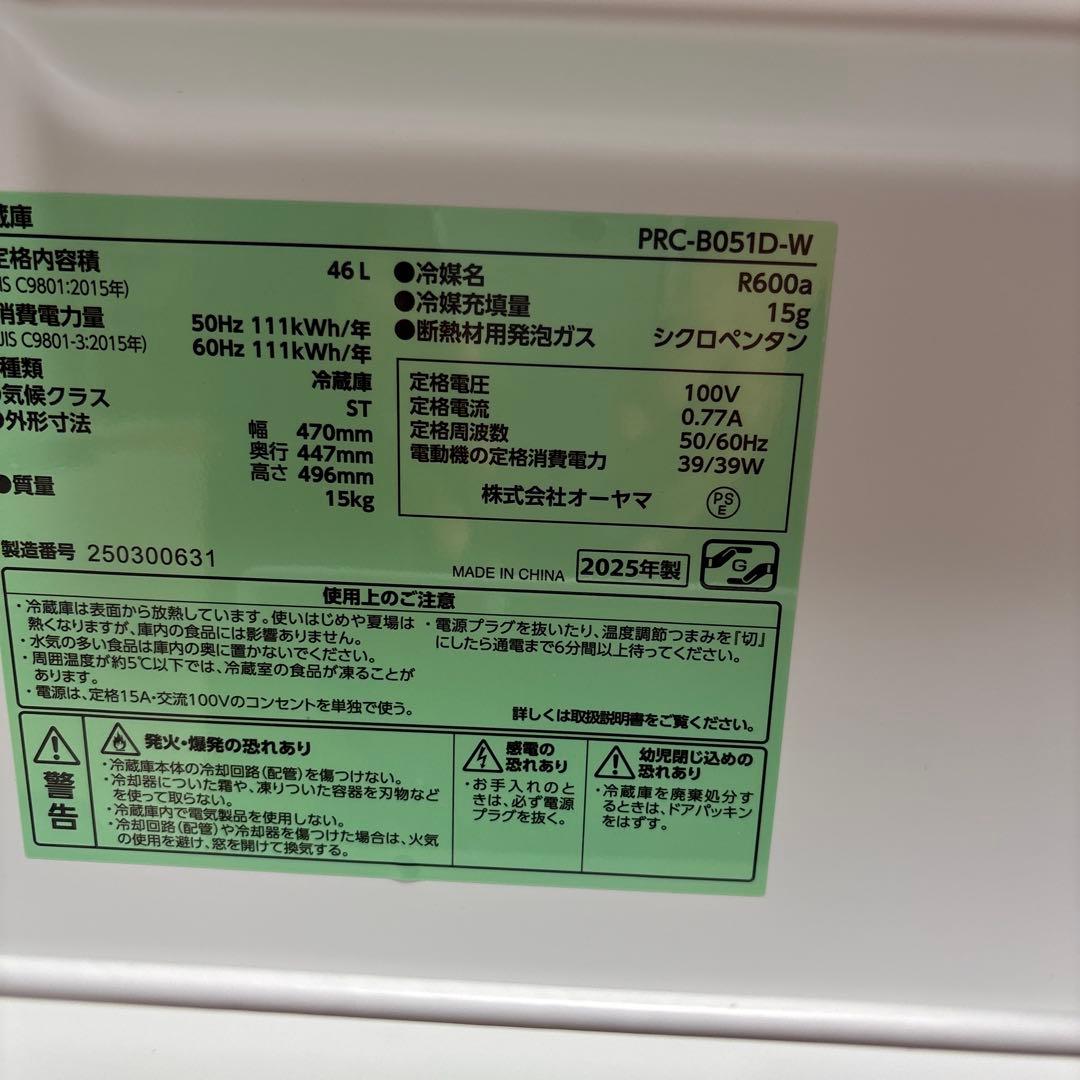 蔵庫
PRC-B051D-W
定格内容積 46 L
(JIS C9801:2015年)
消費電力量 50Hz 111kWh/年
(JIS C9801-3:2015年) 60Hz 111kWh/年
種類 冷蔵庫
●気候クラス ST
●外形寸法 幅 470mm
奥行 447mm
高さ 496mm
●質量 15kg
●冷媒名 R600a
●冷媒充填量 15g
●断熱材用発泡ガス シクロペンタン
定格電圧 100V
定格電流 0.77A
定格周波数 50/60Hz
電動機の定格消費電力 39/39W
株式会社オーヤマ PSE
製造番号 250300631
MADE IN CHINA 2025年製 G
使用上のご注意
・冷蔵庫は表面から放熱しています。使いはじめや夏場は
熱くなりますが、庫内の食品には影響ありません。
・水気の多い食品は庫内の奥に置かないでください。
・周囲温度が約5℃以下では、冷蔵室の食品が凍ることが
あります。
・電源は、定格15A・交流100Vのコンセントを単独で使う。
・電源プラグを抜いたり、温度調節つまみを『切』
にしたら通電まで6分間以上待ってください。
詳しくは取扱説明書をご覧ください。
警告
発火・爆発の恐れあり
・冷蔵庫本体の冷却回路(配管)を傷つけない。
・冷却器についた霜や、凍りついた容器を刃物など
を使って取らない。
・冷蔵庫内で電気製品を使用しない。
・冷却回路(配管)や冷却器を傷つけた場合は、火気
の使用を避け、窓を開けて換気する。
感電の
恐れあり
・お手入れのと
きは、必ず電源
プラグを抜く。
幼児閉じ込めの
恐れあり
・冷蔵庫を廃棄処分す
るときは、ドアパッキン
をはずす。